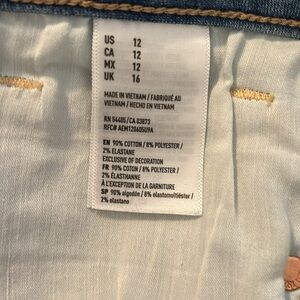 US 12
CA 12
MX 12
UK 16
MADE IN VIETNAM / FABRIQUÉ AU
VIETNAM / HECHO EN VIETNAM
RN 54485/CA 03873
RFC# AEM120605U9A
EN 90% COTTON / 8% POLYESTER /
2% ELASTANE
EXCLUSIVE OF DECORATION
FR 90% COTON / 8% POLYESTER /
2% ÉLASTHANNE
À L'EXCEPTION DE LA GARNITURE
SP 90% algodón / 8% elastomultiéster /
2% elastano